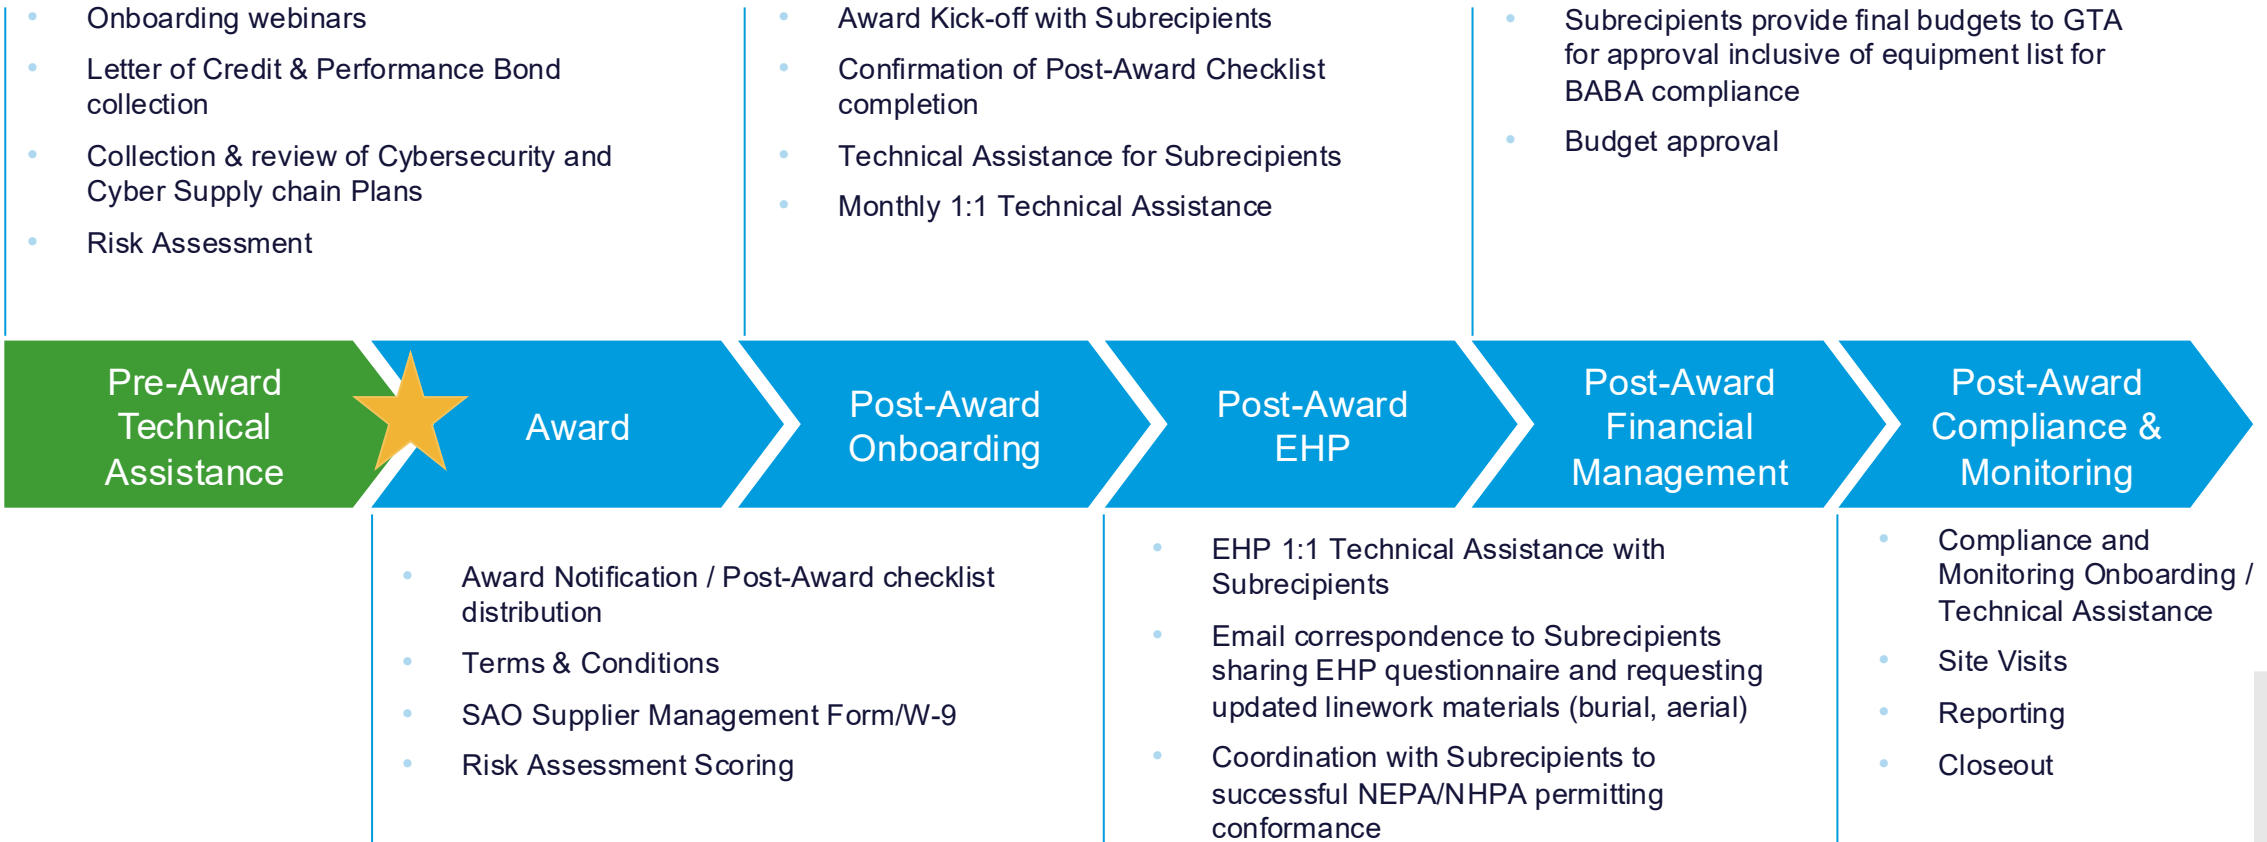 Onboarding webinars
Letter of Credit & Performance Bond
collection
Collection & review of Cybersecurity and
Cyber Supply chain Plans
Risk Assessment
Award Kick-off with Subrecipients
Confirmation of Post-Award Checklist
completion
Technical Assistance for Subrecipients
Monthly 1:1 Technical Assistance
Subrecipients provide final budgets to GTA
for approval inclusive of equipment list for
BABA compliance
Budget approval
Pre-Award
Technical
Assistance
Award
Post-Award
Onboarding
Post-Award
EHP
Post-Award
Financial
Management
Post-Award
Compliance &
Monitoring
Award Notification / Post-Award checklist
distribution
Terms & Conditions
SAO Supplier Management Form/W-9
Risk Assessment Scoring
EHP 1:1 Technical Assistance with
Subrecipients
Email correspondence to Subrecipients
sharing EHP questionnaire and requesting
updated linework materials (burial, aerial)
Coordination with Subrecipients to
successful NEPA/NHPA permitting
conformance
Compliance and
Monitoring Onboarding /
Technical Assistance
Site Visits
Reporting
Closeout